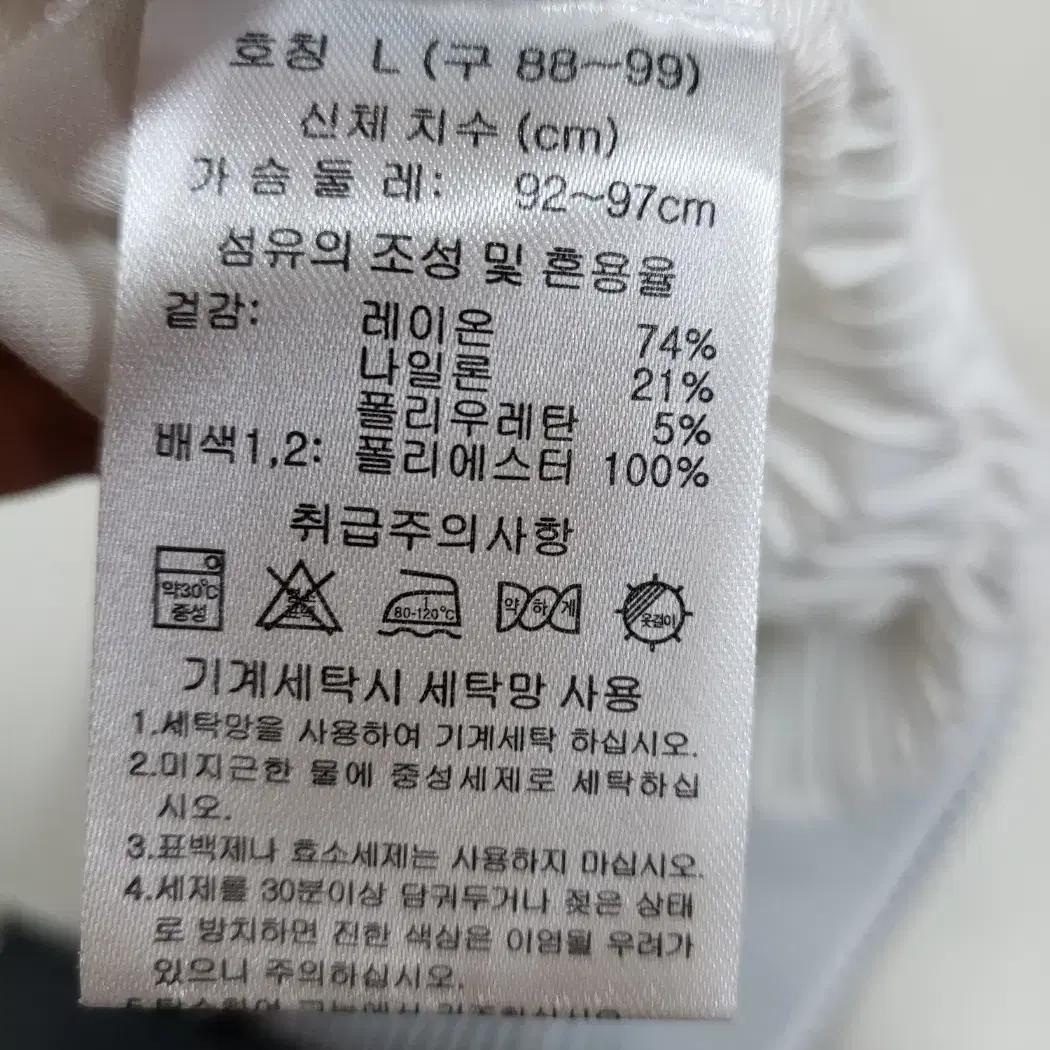 호칭 L (구 88~99)
신체 치수 (cm)
가 슴 둘 레: 92~97cm
섬유의 조성 및 혼용율
겉감: 레이온 74%
나일론 21%
폴리우레탄 5%
배색1,2: 폴리에스터 100%
취급주의사항
약30℃
중성
80-120℃
약하게
옷걸이
기계세탁시 세탁망 사용
1.세탁망을 사용하여 기계세탁 하십시오.
2.미지근한 물에 중성세제로 세탁하십
시오.
3.표백제나 효소세제는 사용하지 마십시오.
4.세제를 30분이상 담궈두거나 젖은 상태
로 방치하면 진한 색상은 이염될 우려가
있으니 주의하십시오.